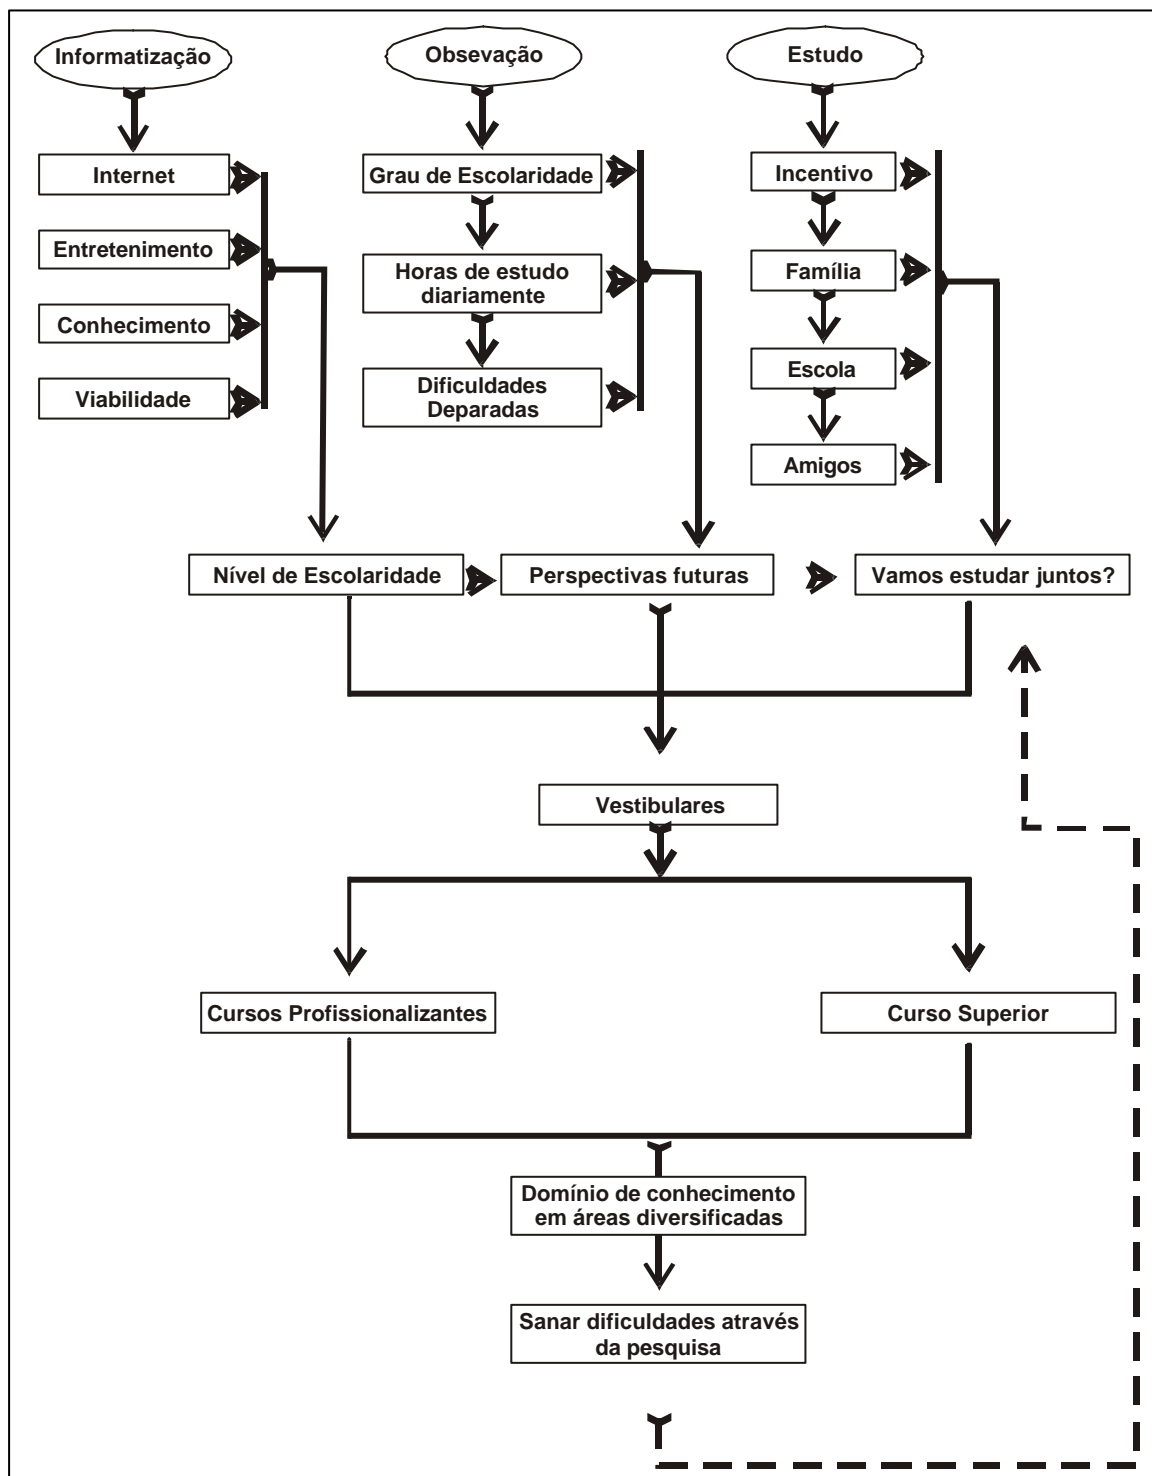 Informatização
Obsevação
Estudo
Internet
Entretenimento
Conhecimento
Viabilidade
Grau de Escolaridade
Horas de estudo
diariamente
Dificuldades
Deparadas
Incentivo
Família
Escola
Amigos
Nível de Escolaridade
Perspectivas futuras
Vamos estudar juntos?
Vestibulares
Cursos Profissionalizantes
Curso Superior
Domínio de conhecimento
em áreas diversificadas
Sanar dificuldades através
da pesquisa